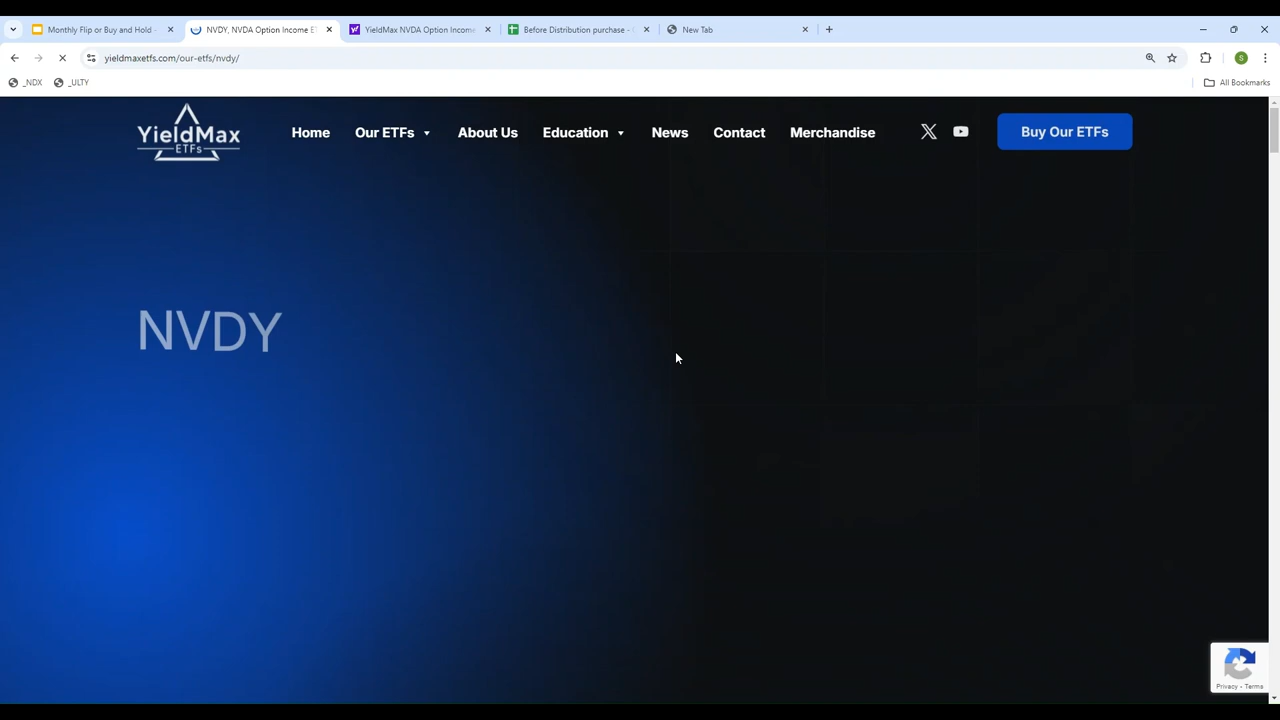 Monthly Flip or Buy and Hold -
NVDY, NVDA Option Income ET
YieldMax NVDA Option Income
Before Distribution purchase - G
New Tab
yieldmaxetfs.com/our-etfs/nvdy/
_NDX
_ULTY
All Bookmarks
YieldMax
ETFs
Home
Our ETFs
About Us
Education
News
Contact
Merchandise
Buy Our ETFs
NVDY
Privacy - Terms